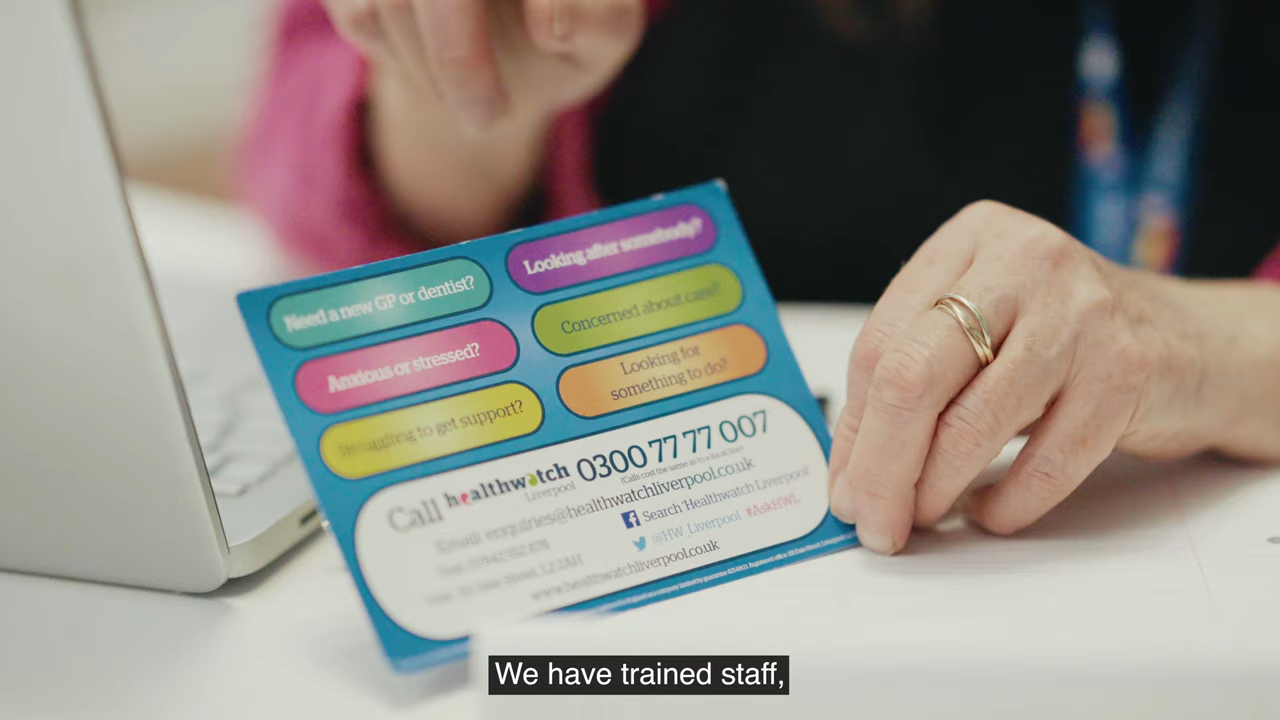 Need a new GP or dentist?
Looking after somebody?
Anxious or stressed?
Concerned about care?
Struggling to get support?
Looking for
something to do?
Call healthwatch 0300 77 77 007
Liverpool
(Calls cost the same as to a local line)
Email: enquiries@healthwatchliverpool.co.uk
Search 'Healthwatch Liverpool'
@HW_Liverpool #AskHWL
www.healthwatchliverpool.co.uk
We have trained staff,